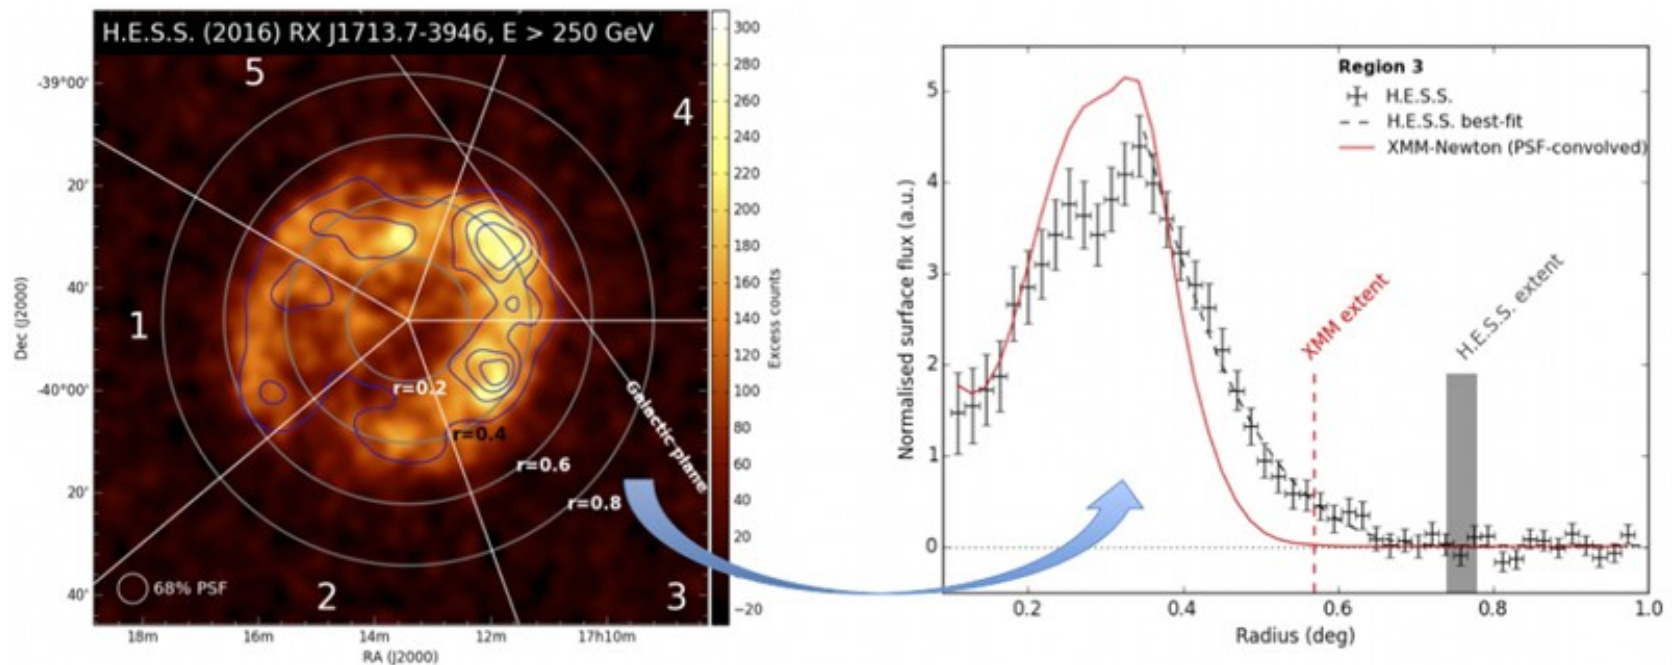 H.E.S.S. (2016) RX J1713.7-3946, E > 250 GeV
5
4
1
2
3
r=0.2
r=0.4
r=0.6
r=0.8
Galactic plane
68% PSF
-39°00'
20'
40'
-40°00'
20'
40'
Dec (J2000)
18m
16m
14m
12m
17h10m
RA (J2000)
300
280
260
240
220
200
180
160
140
120
100
80
60
40
20
0
−20
Excess counts
Region 3
H.E.S.S.
H.E.S.S. best-fit
XMM-Newton (PSF-convolved)
XMM extent
H.E.S.S. extent
5
4
3
2
1
0
Normalised surface flux (a.u.)
0.2
0.4
0.6
0.8
1.0
Radius (deg)